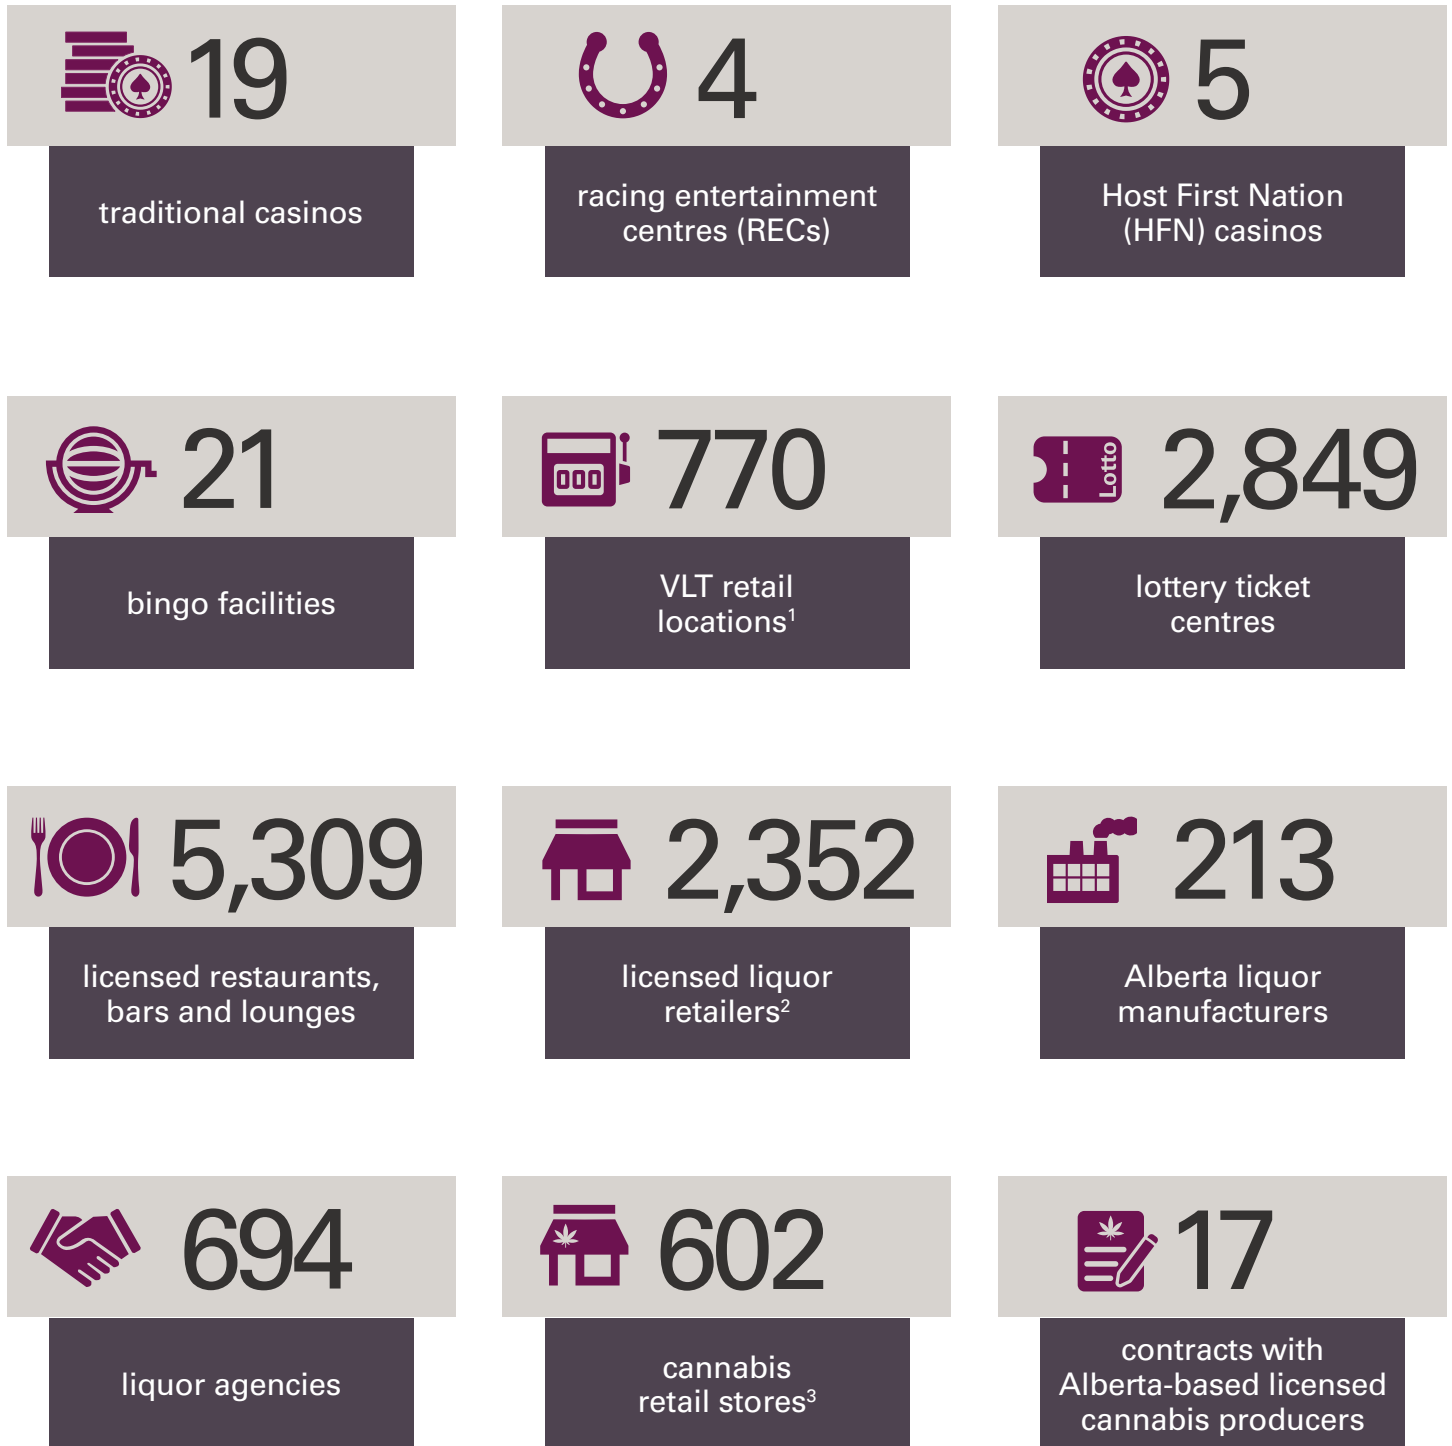 19
traditional casinos
4
racing entertainment
centres (RECs)
5
Host First Nation
(HFN) casinos
21
bingo facilities
000
770
VLT retail
locations¹
Lotto
2,849
lottery ticket
centres
5,309
licensed restaurants,
bars and lounges
2,352
licensed liquor
retailers²
213
Alberta liquor
manufacturers
694
liquor agencies
602
cannabis
retail stores³
17
contracts with
Alberta-based licensed
cannabis producers